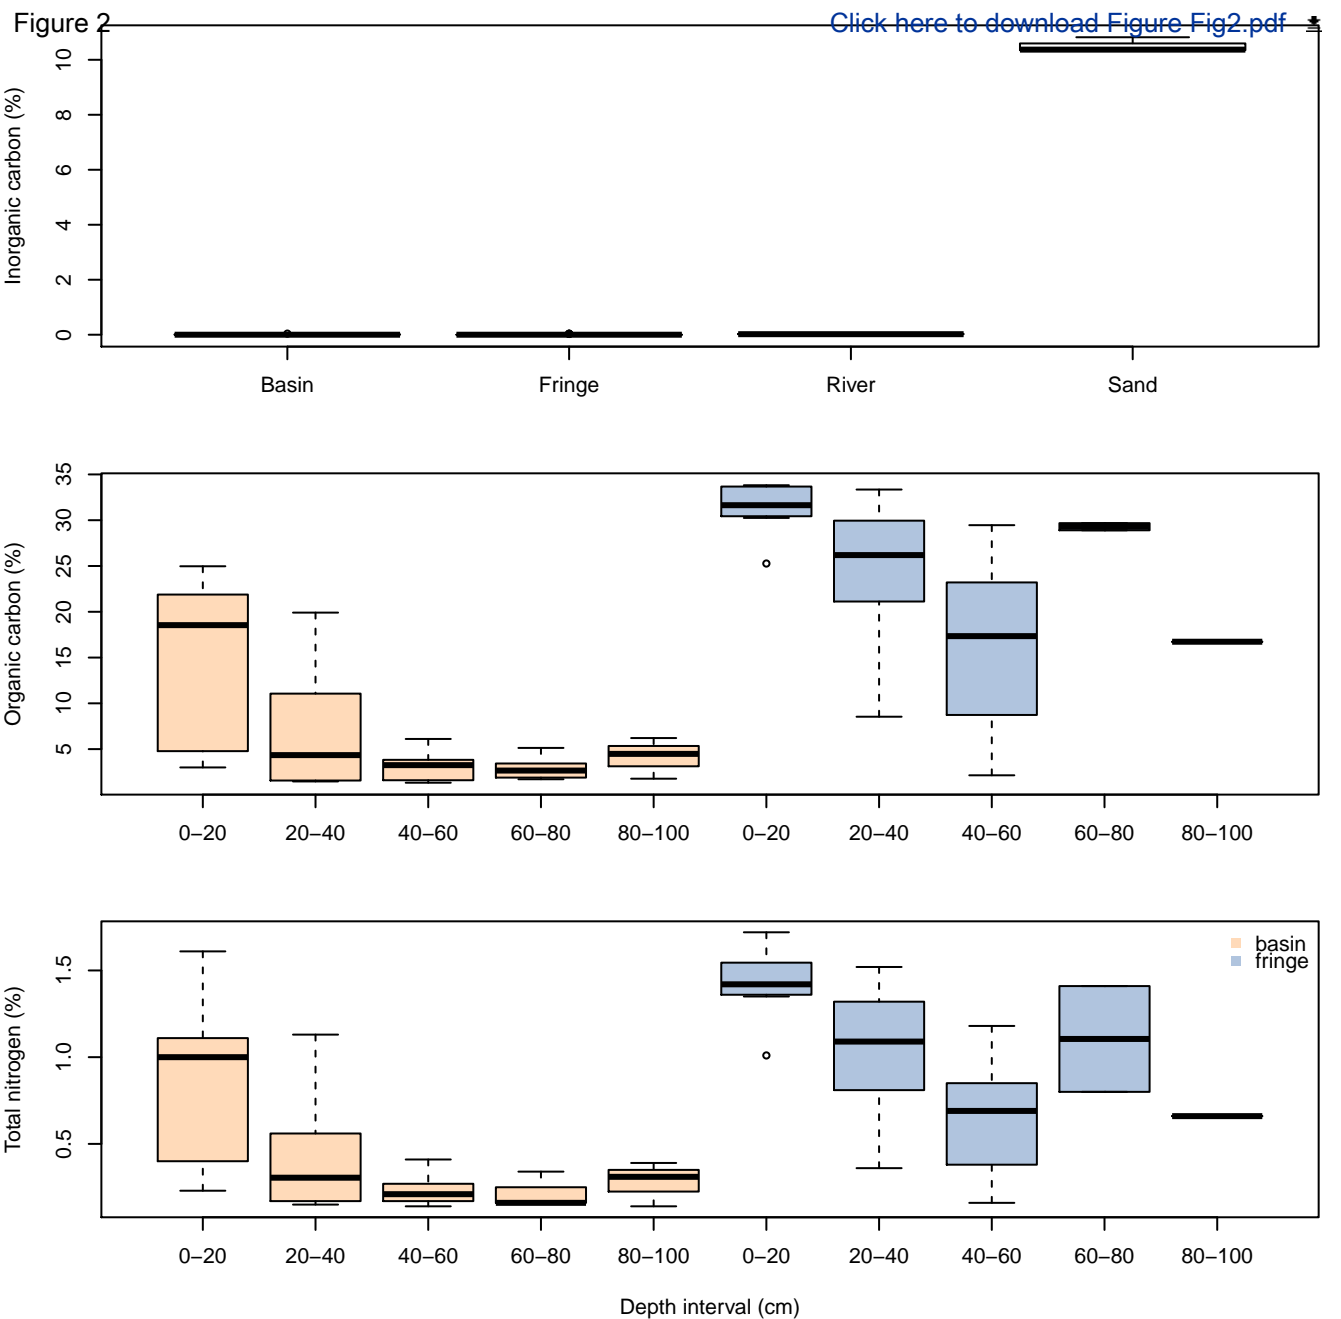 Figure 2
Click here to download Figure Fig2.pdf
Inorganic carbon (%)
10
8
6
4
2
0
Basin Fringe River Sand
Organic carbon (%)
35
30
25
20
15
10
5
0–20 20–40 40–60 60–80 80–100 0–20 20–40 40–60 60–80 80–100
Total nitrogen (%)
1.5
1.0
0.5
basin
fringe
0–20 20–40 40–60 60–80 80–100 0–20 20–40 40–60 60–80 80–100
Depth interval (cm)